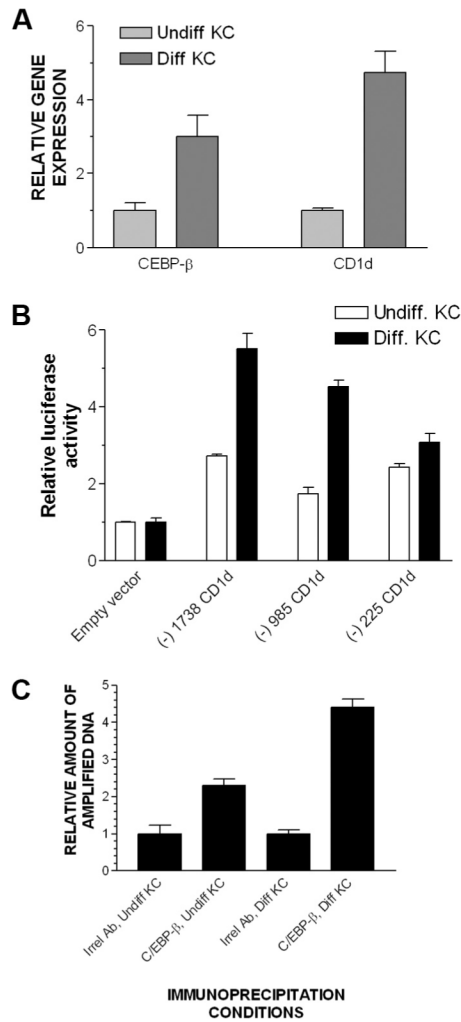 A
Undiff KC
Diff KC
RELATIVE GENE
EXPRESSION
6
4
2
0
CEBP-β
CD1d
B
Undiff. KC
Diff. KC
Relative luciferase
activity
6
4
2
0
Empty vector
(-) 1738 CD1d
(-) 985 CD1d
(-) 225 CD1d
C
RELATIVE AMOUNT OF
AMPLIFIED DNA
5
4
3
2
1
0
Irrel Ab, Undiff KC
C/EBP-β, Undiff KC
Irrel Ab, Diff KC
C/EBP-β, Diff KC
IMMUNOPRECIPITATION
CONDITIONS